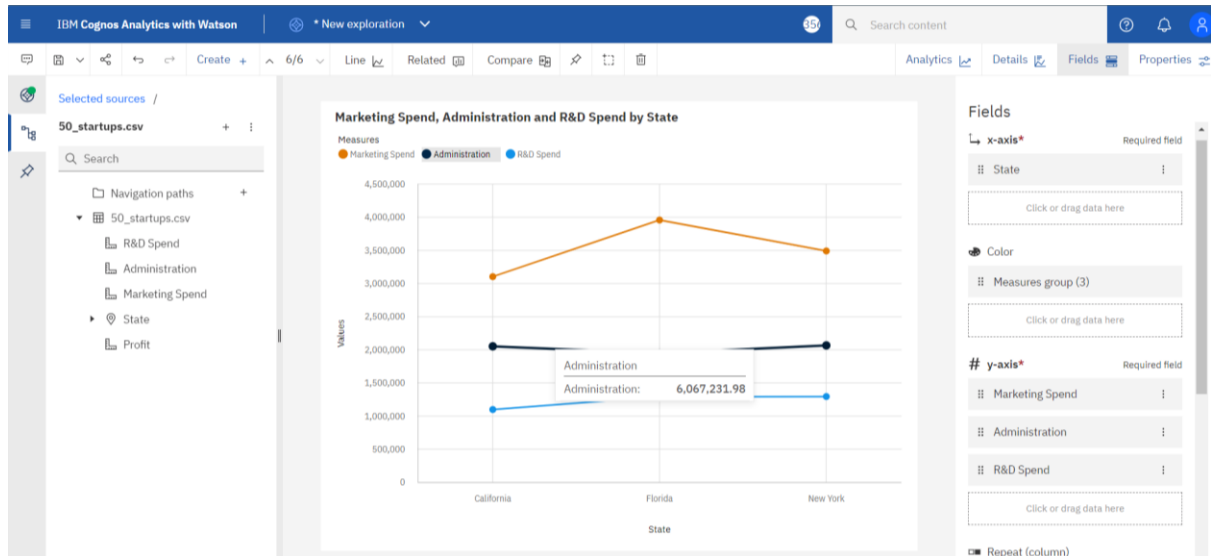 IBM Cognos Analytics with Watson
* New exploration
Search content
Create +
6/6
Line
Related
Compare
Analytics
Details
Fields
Properties
Selected sources /
50_startups.csv
Search
Navigation paths
50_startups.csv
R&D Spend
Administration
Marketing Spend
State
Profit
Marketing Spend, Administration and R&D Spend by State
Measures
Marketing Spend Administration R&D Spend
4,500,000
4,000,000
3,500,000
3,000,000
2,500,000
2,000,000
1,500,000
1,000,000
500,000
0
Values
Administration
Administration: 6,067,231.98
California Florida New York
State
Fields
x-axis* Required field
State
Click or drag data here
Color
Measures group (3)
Click or drag data here
# y-axis* Required field
Marketing Spend
Administration
R&D Spend
Click or drag data here
Repeat (column)